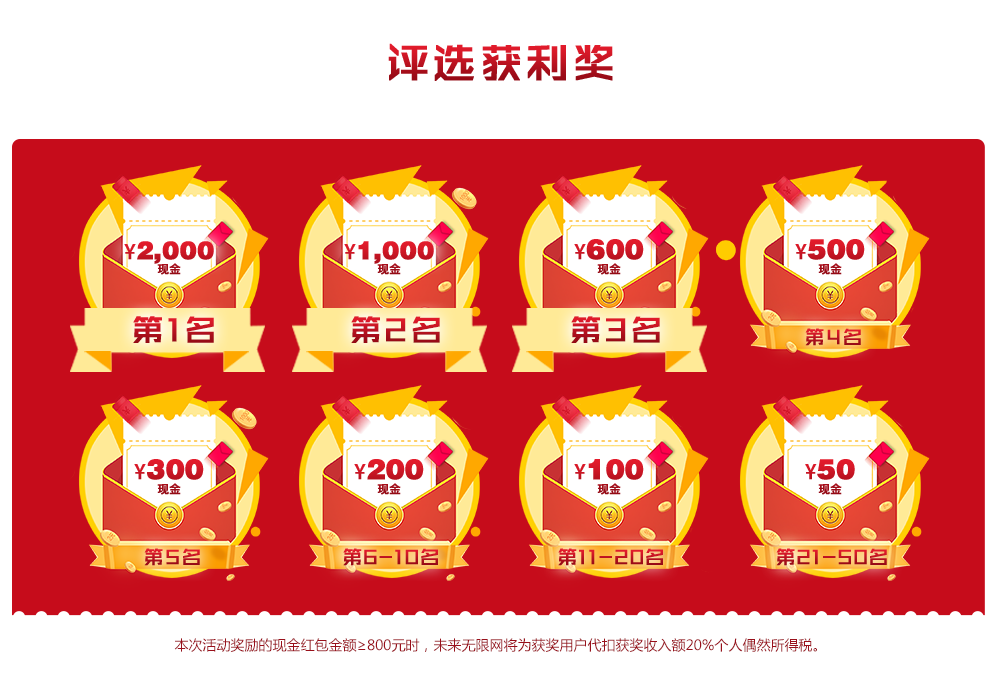 评选获利奖
¥2,000
现金
第1名
¥1,000
现金
第2名
¥600
现金
第3名
¥500
现金
第4名
¥300
现金
第5名
¥200
现金
第6-10名
¥100
现金
第11-20名
¥50
现金
第21-50名
本次活动奖励的现金红包金额≥800元时，未来无限网将为获奖用户代扣获奖收入额20%个人偶然所得税。